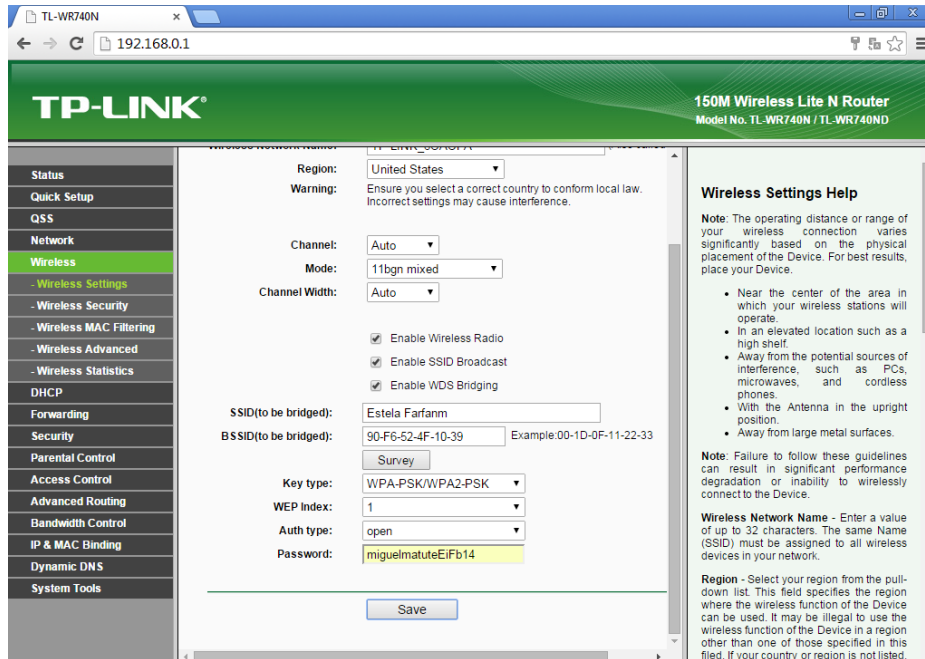 TL-WR740N
192.168.0.1
TP-LINK®
150M Wireless Lite N Router
Model No. TL-WR740N / TL-WR740ND
Status
Quick Setup
QSS
Network
Wireless
- Wireless Settings
- Wireless Security
- Wireless MAC Filtering
- Wireless Advanced
- Wireless Statistics
DHCP
Forwarding
Security
Parental Control
Access Control
Advanced Routing
Bandwidth Control
IP & MAC Binding
Dynamic DNS
System Tools
Wireless Network Name:
Region: United States
Warning: Ensure you select a correct country to conform local law.
Incorrect settings may cause interference.
Channel: Auto
Mode: 11bgn mixed
Channel Width: Auto
Enable Wireless Radio
Enable SSID Broadcast
Enable WDS Bridging
SSID(to be bridged): Estela Farfanm
BSSID(to be bridged): 90-F6-52-4F-10-39 Example:00-1D-0F-11-22-33
Survey
Key type: WPA-PSK/WPA2-PSK
WEP Index: 1
Auth type: open
Password: miguelmatuteEiFb14
Save
Wireless Settings Help
Note: The operating distance or range of
your wireless connection varies
significantly based on the physical
placement of the Device. For best results,
place your Device.
• Near the center of the area in
which your wireless stations will
operate.
• In an elevated location such as a
high shelf.
• Away from the potential sources of
interference, such as PCs,
microwaves, and cordless
phones.
• With the Antenna in the upright
position.
• Away from large metal surfaces.
Note: Failure to follow these guidelines
can result in significant performance
degradation or inability to wirelessly
connect to the Device.
Wireless Network Name - Enter a value
of up to 32 characters. The same Name
(SSID) must be assigned to all wireless
devices in your network.
Region - Select your region from the pull-
down list. This field specifies the region
where the wireless function of the Device
can be used. It may be illegal to use the
wireless function of the Device in a region
other than one of those specified in this
filed. If your country or region is not listed,